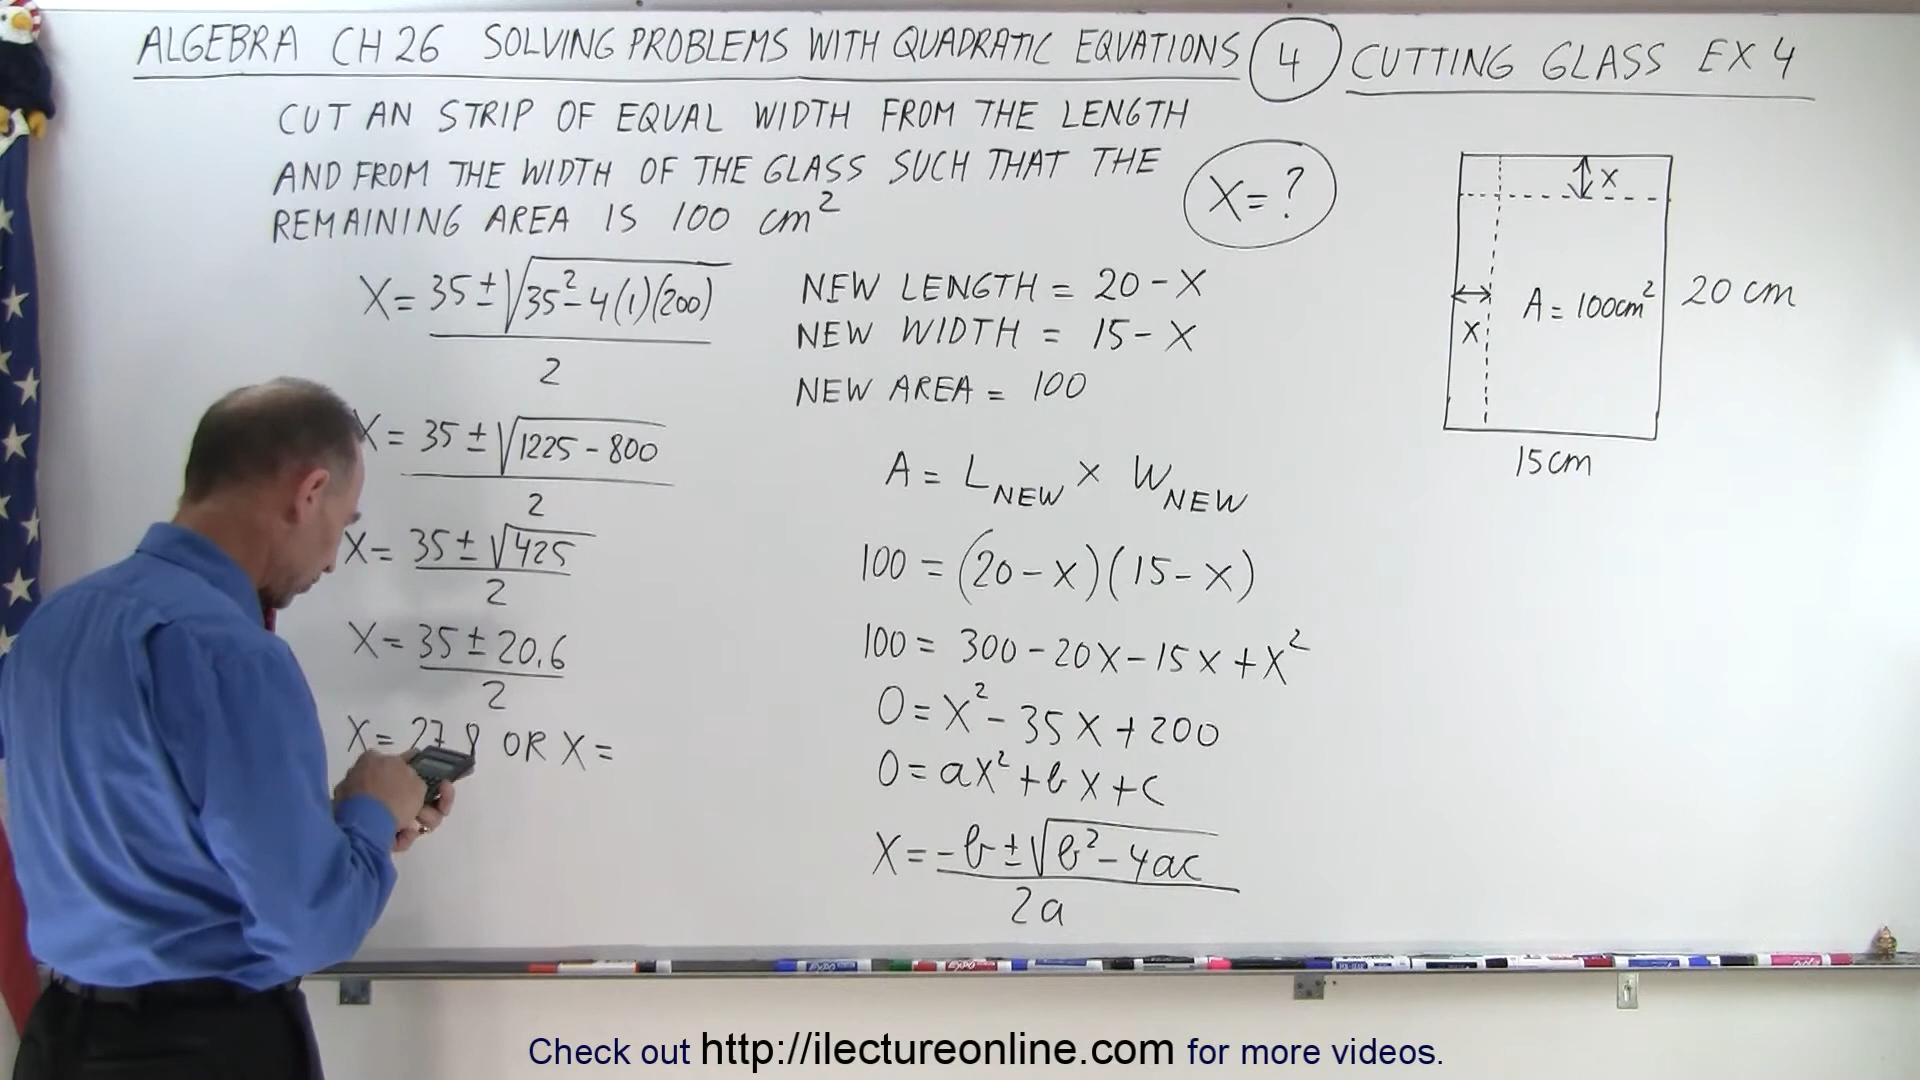 ALGEBRA CH 26 SOLVING PROBLEMS WITH QUADRATIC EQUATIONS 4 CUTTING GLASS EX 4
CUT AN STRIP OF EQUAL WIDTH FROM THE LENGTH
AND FROM THE WIDTH OF THE GLASS SUCH THAT THE
REMAINING AREA IS 100 cm²
X = ?
X = 35 ± √(35² - 4(1)(200))
2
X = 35 ± √(1225 - 800)
2
X = 35 ± √425
2
X = 35 ± 20.6
2
X = 27.8 OR X =
NEW LENGTH = 20 - X
NEW WIDTH = 15 - X
NEW AREA = 100
A = L NEW × W NEW
100 = (20 - X)(15 - X)
100 = 300 - 20X - 15X + X²
0 = X² - 35X + 200
0 = aX² + bX + c
X = -b ± √(b² - 4ac)
2a
X
X
A = 100cm²
20 cm
15cm
Check out http://ilectureonline.com for more videos.